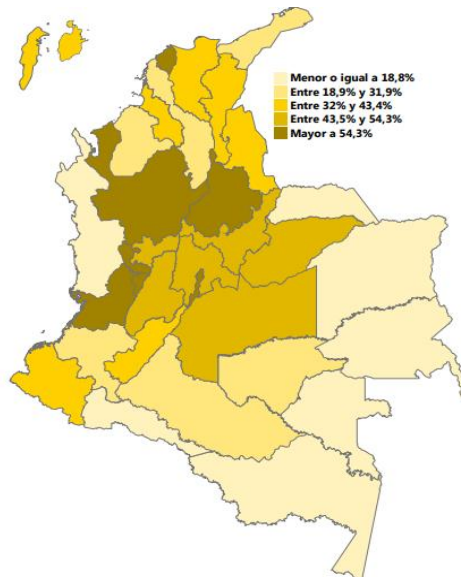 Menor o igual a 18,8%
Entre 18,9% y 31,9%
Entre 32% y 43,4%
Entre 43,5% y 54,3%
Mayor a 54,3%